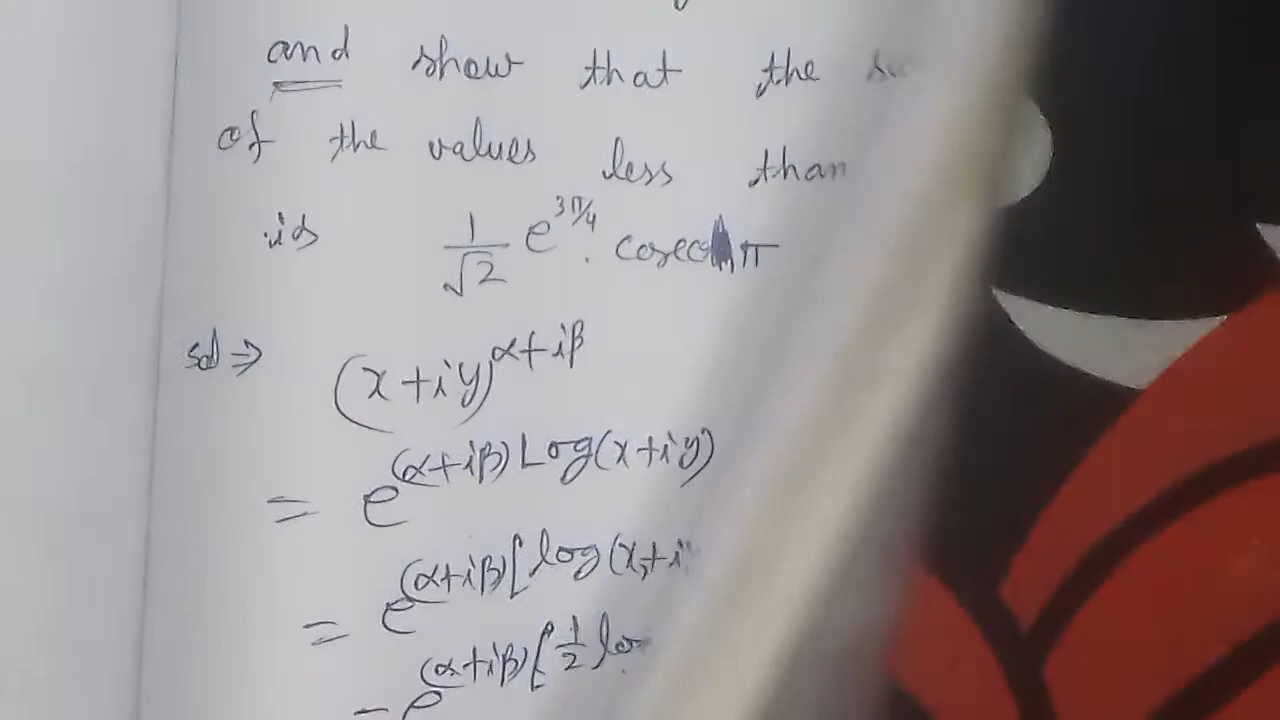 and show that the
of the values less than
is 1/√2 e^{3π/4} . cosec π
Sol ⇒ (x+iy)^{α+iβ}
= e^{(α+iβ) Log(x+iy)}
= e^{(α+iβ)[log(x+i
= e^{(α+iβ)[1/2 lo